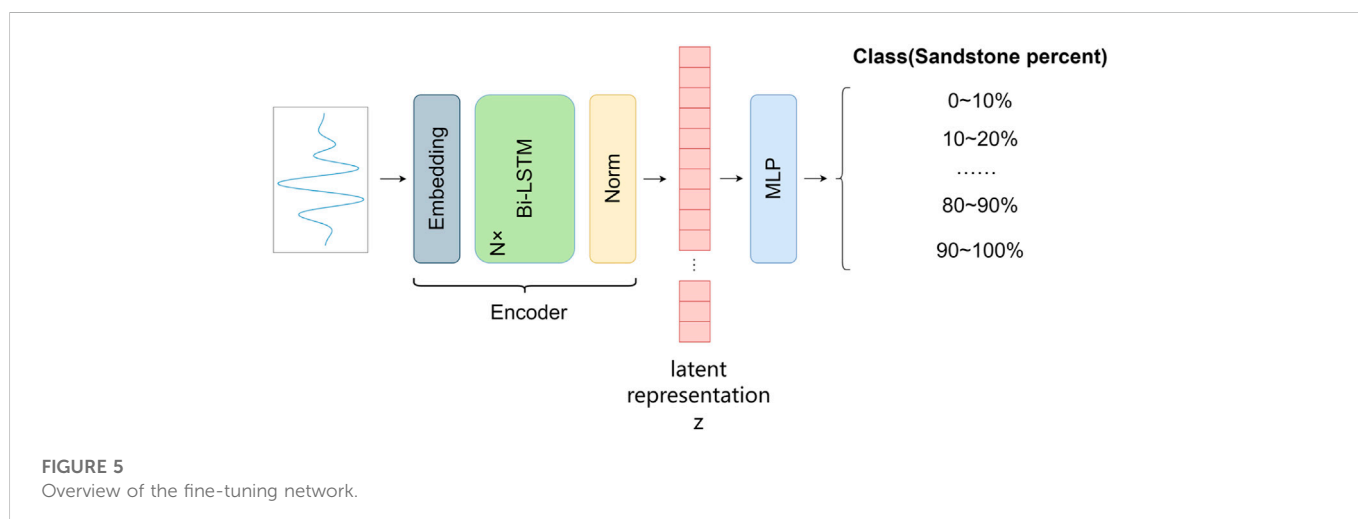 Class(Sandstone percent)
0~10%
10~20%
......
80~90%
90~100%
Embedding
N×
Bi-LSTM
Norm
MLP
Encoder
...
latent
representation
z
FIGURE 5
Overview of the fine-tuning network.